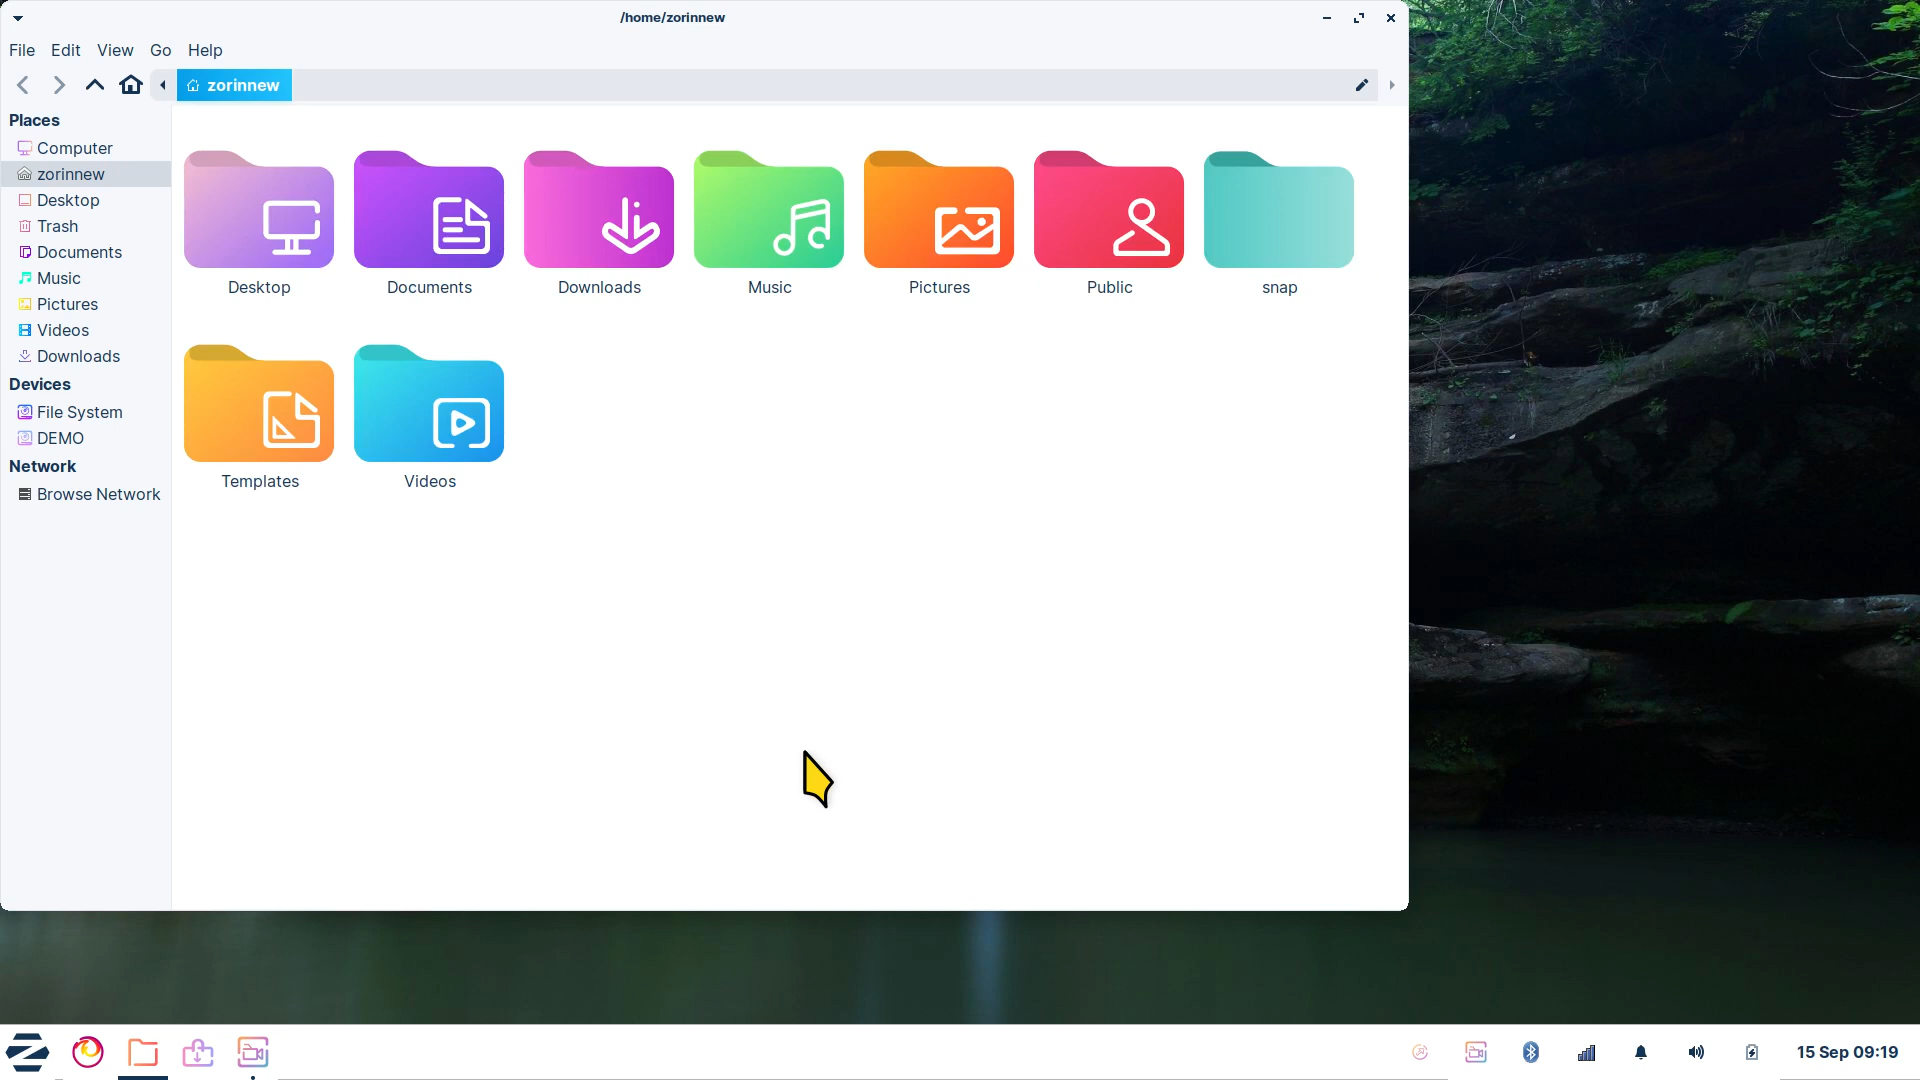 /home/zorinnew
File Edit View Go Help
zorinnew
Places
Computer
zorinnew
Desktop
Trash
Documents
Music
Pictures
Videos
Downloads
Devices
File System
DEMO
Network
Browse Network
Desktop Documents Downloads Music Pictures Public snap
Templates Videos
15 Sep 09:19